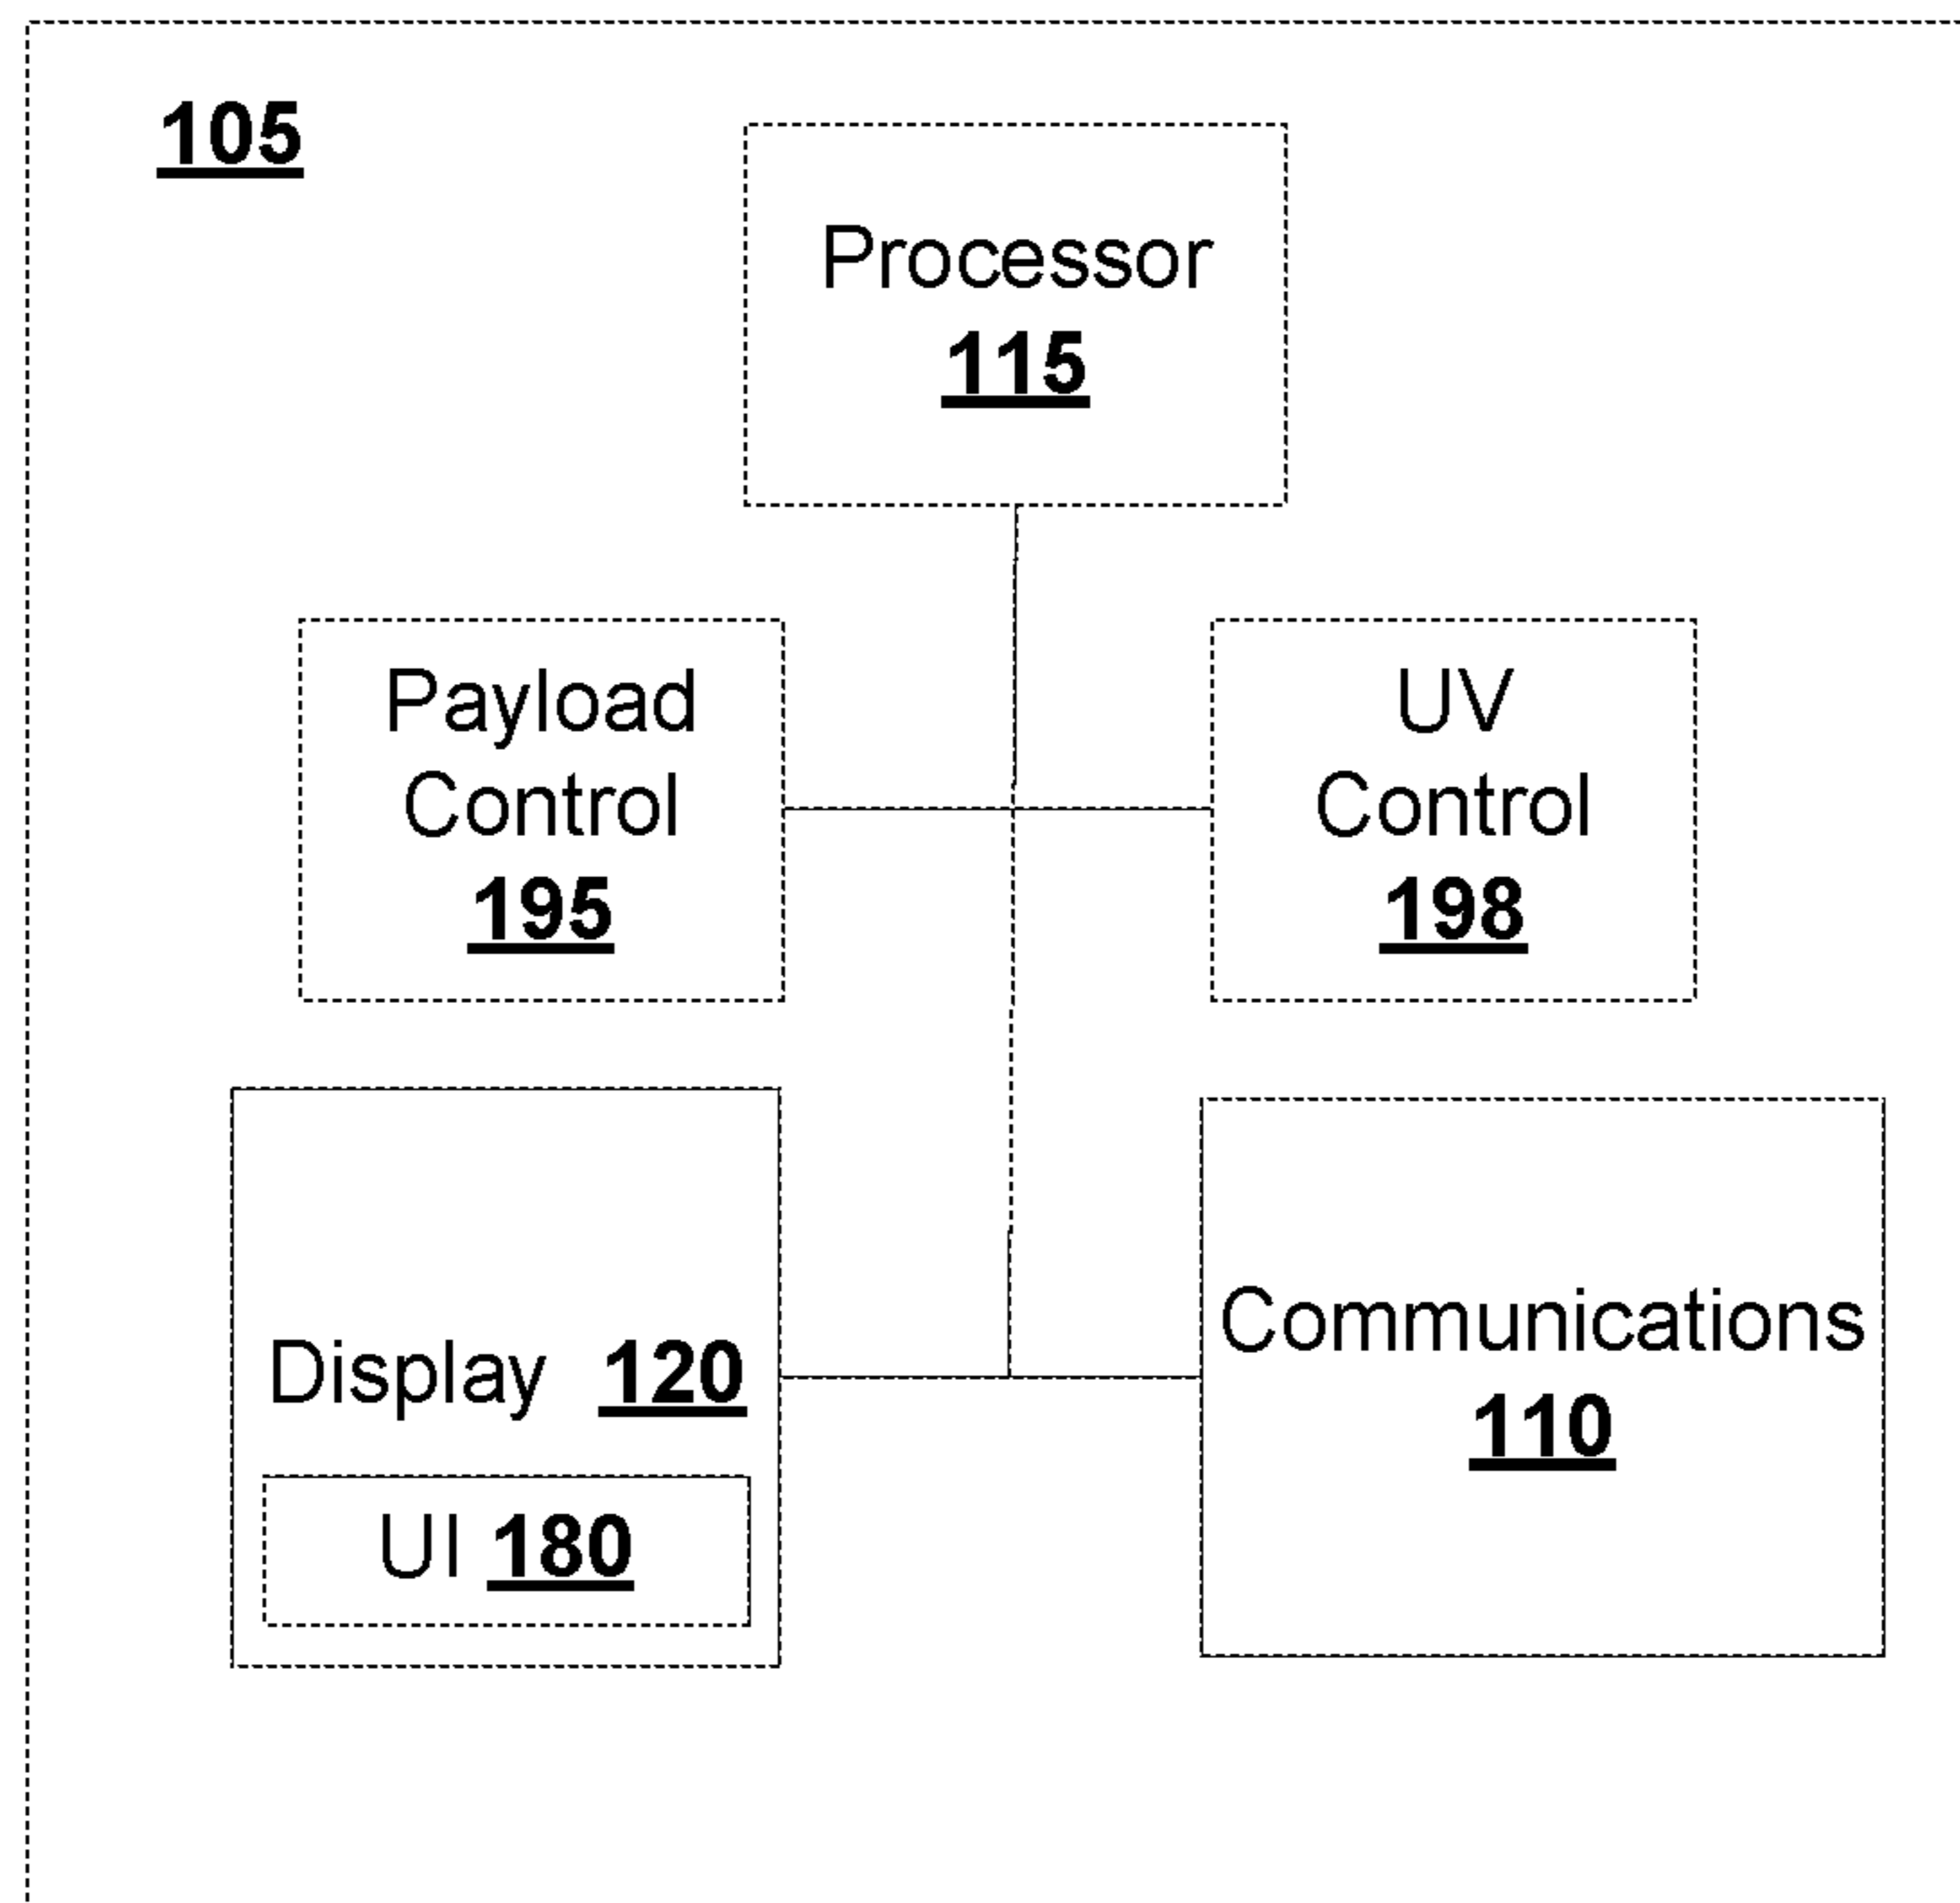 105
Processor
115
Payload
Control
195
UV
Control
198
Display 120
UI 180
Communications
110